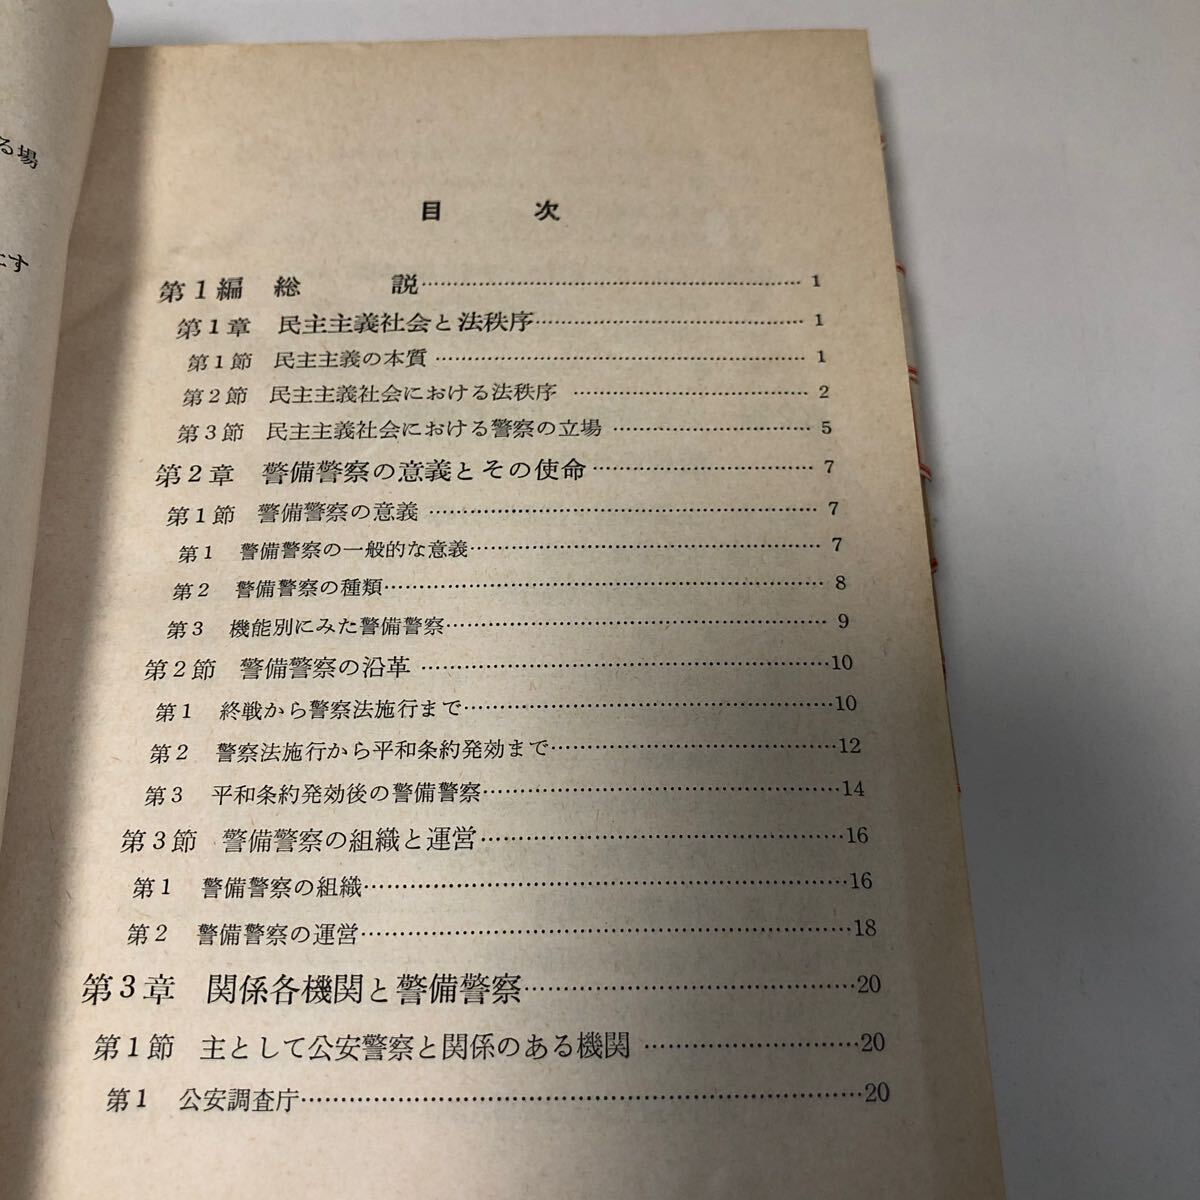 る場
にす
目次
第1編 総説……1
第1章 民主主義社会と法秩序……1
第1節 民主主義の本質……1
第2節 民主主義社会における法秩序……2
第3節 民主主義社会における警察の立場……5
第2章 警備警察の意義とその使命……7
第1節 警備警察の意義……7
第1 警備警察の一般的な意義……7
第2 警備警察の種類……8
第3 機能別にみた警備警察……9
第2節 警備警察の沿革……10
第1 終戦から警察法施行まで……10
第2 警察法施行から平和条約発効まで……12
第3 平和条約発効後の警備警察……14
第3節 警備警察の組織と運営……16
第1 警備警察の組織……16
第2 警備警察の運営……18
第3章 関係各機関と警備警察……20
第1節 主として公安警察と関係のある機関……20
第1 公安調査庁……20